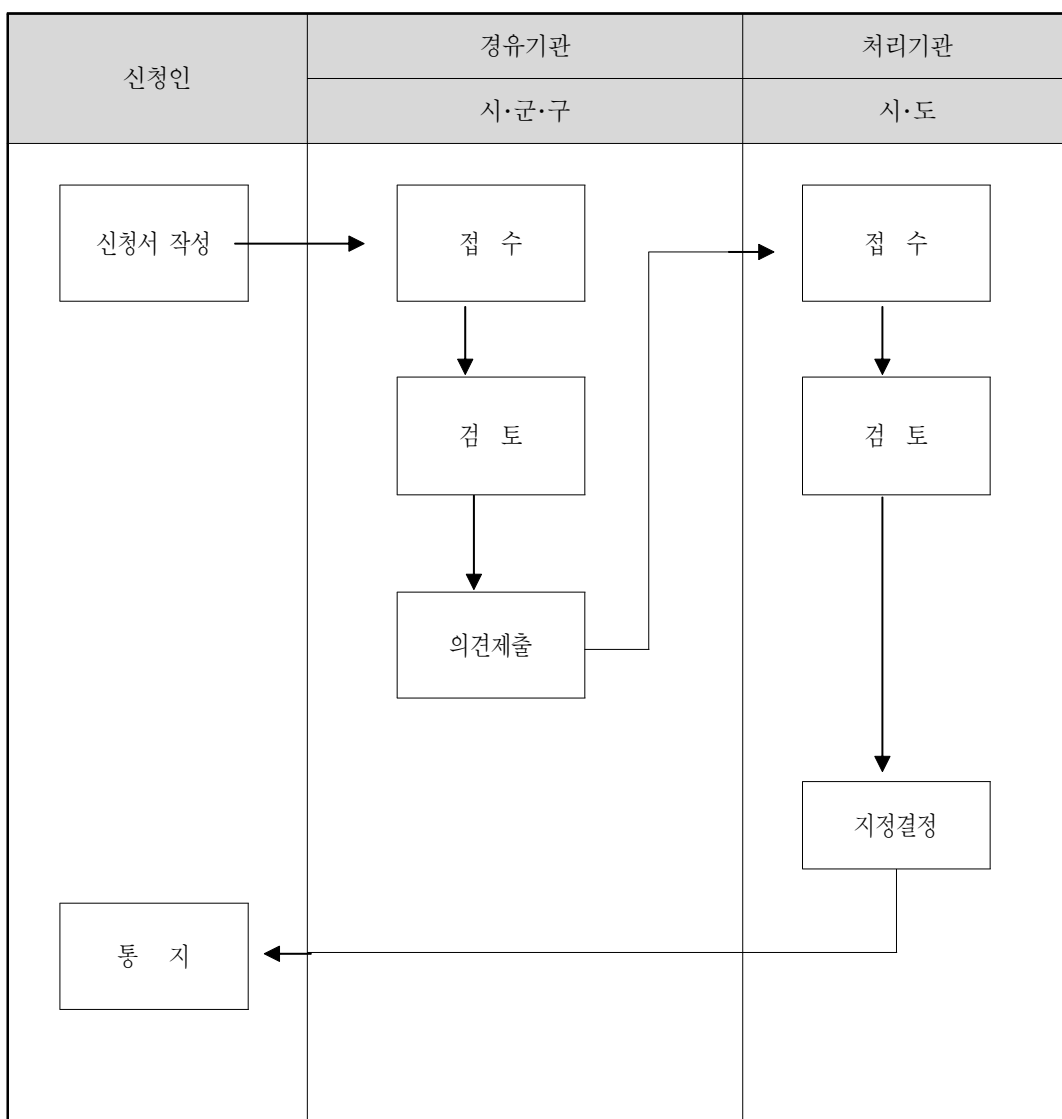 신청인
경유기관
처리기관
시·군·구
시·도
신청서 작성
접 수
접 수
검 토
검 토
의견제출
지정결정
통 지